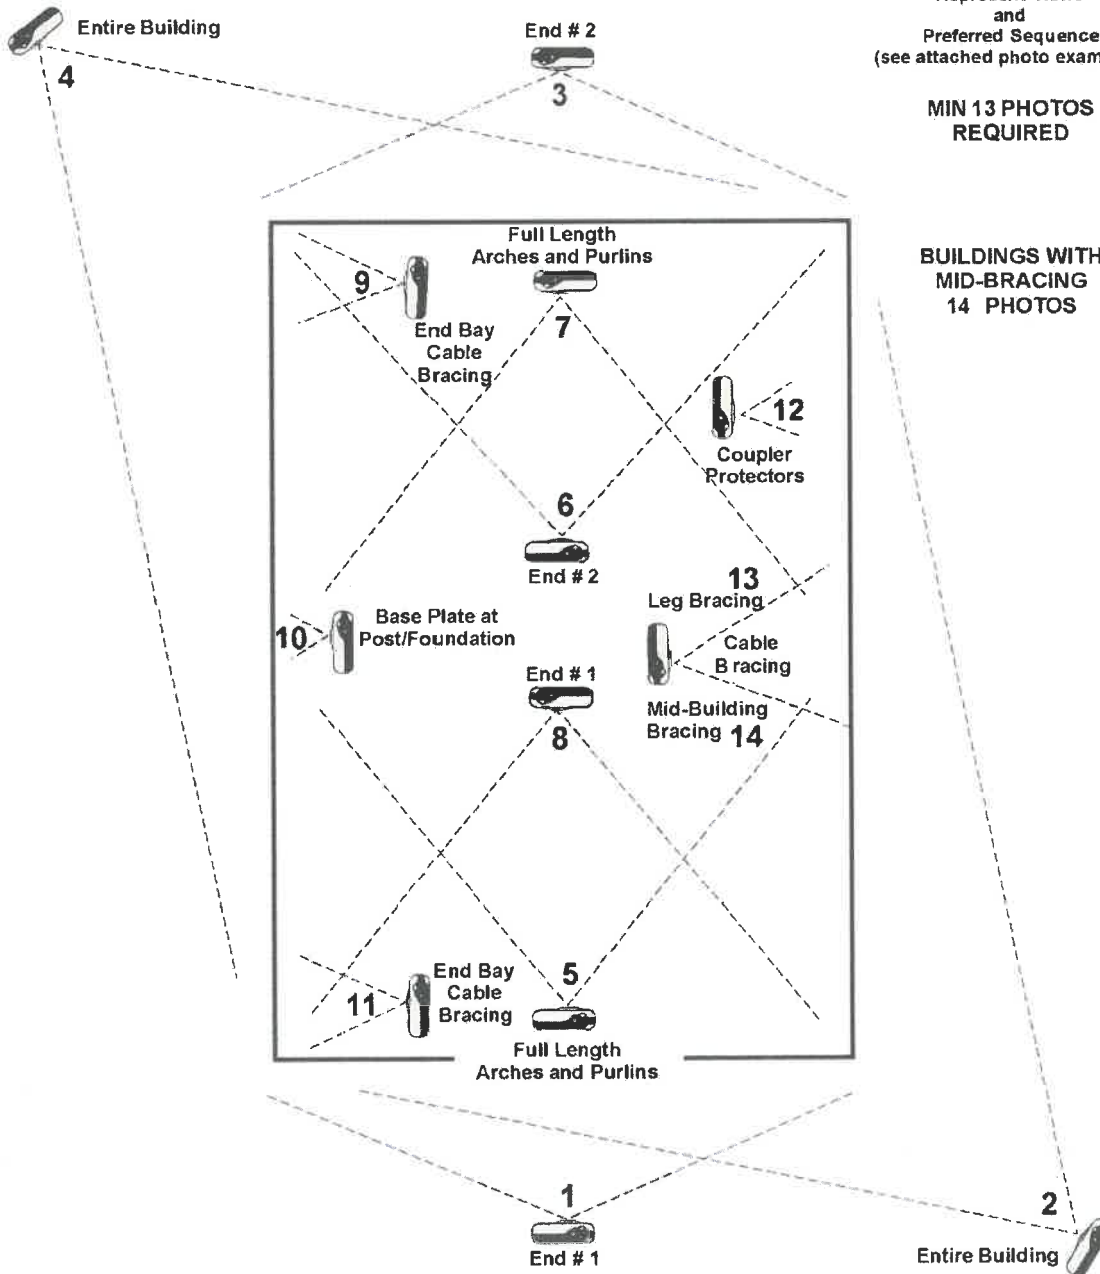 Entire Building
4
End # 2
3
and
Preferred Sequence
(see attached photo exam
MIN 13 PHOTOS
REQUIRED
BUILDINGS WITH
MID-BRACING
14 PHOTOS
Full Length
Arches and Purlins
7
9
End Bay
Cable
Bracing
12
Coupler
Protectors
6
End # 2
13
Leg Bracing
Cable
Bracing
Mid-Building
Bracing 14
10
Base Plate at
Post/Foundation
End # 1
8
11
End Bay
Cable
Bracing
5
Full Length
Arches and Purlins
1
End # 1
2
Entire Building